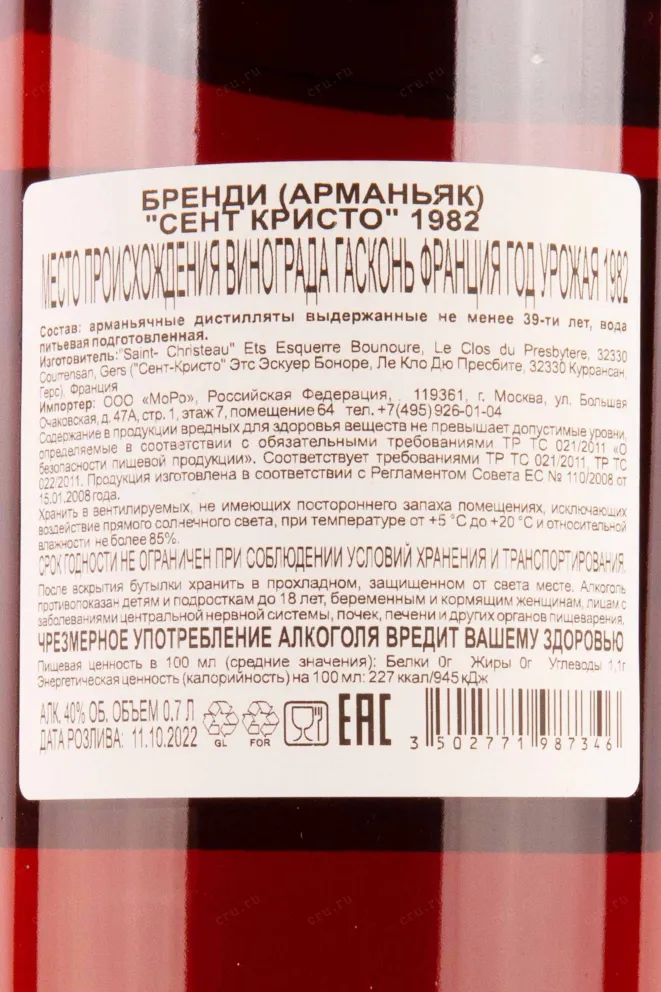 cru.ru
БРЕНДИ (АРМАНЬЯК)
"СЕНТ КРИСТО" 1982
МЕСТО ПРОИСХОЖДЕНИЯ ВИНОГРАДА ГАСКОНЬ ФРАНЦИЯ ГОД УРОЖАЯ 1982
Состав: арманьячные дистилляты выдержанные не менее 39-ти лет, вода
питьевая подготовленная.
Изготовитель:"Saint- Christeau" Ets Esquerre Bounoure, Le Clos du Presbytere, 32330
Courrensan, Gers ("Сент-Кристо" Этс Эскуер Боноре, Ле Кло Дю Пресбите, 32330 Куррансан,
Герс), Франция
Импортер: ООО «МоРо», Российская Федерация, . 119361, г. Москва, ул. Большая
Очаковская, д. 47А, стр. 1, этаж 7, помещение 64 тел. +7(495) 926-01-04
Содержание в продукции вредных для здоровья веществ не превышает допустимые уровни,
определяемые в соответствии с обязательными требованиями ТР ТС 021/2011 «О
безопасности пищевой продукции». Соответствует требованиями ТР ТС 021/2011, ТР ТС
022/2011. Продукция изготовлена в соответствии с Регламентом Совета ЕС № 110/2008 от
15.01.2008 года.
Хранить в вентилируемых, не имеющих постороннего запаха помещениях, исключающих
воздействие прямого солнечного света, при температуре от +5 °C до +20 °C и относительной
влажности не более 85%.
СРОК ГОДНОСТИ НЕ ОГРАНИЧЕН ПРИ СОБЛЮДЕНИИ УСЛОВИЙ ХРАНЕНИЯ И ТРАНСПОРТИРОВАНИЯ.
После вскрытия бутылки хранить в прохладном, защищенном от света месте. Алкоголь
противопоказан детям и подросткам до 18 лет, беременным и кормящим женщинам, лицам с
заболеваниями центральной нервной системы, почек, печени и других органов пищеварения.
ЧРЕЗМЕРНОЕ УПОТРЕБЛЕНИЕ АЛКОГОЛЯ ВРЕДИТ ВАШЕМУ ЗДОРОВЬЮ
Пищевая ценность в 100 мл (средние значения): Белки 0г Жиры 0г Углеводы 1,1г
Энергетическая ценность (калорийность) на 100 мл: 227 ккал/945 кДж
АЛК. 40% ОБ, ОБЪЕМ 0.7 Л
ДАТА РОЗЛИВА: 11.10.2022
GL
FOR
EAC
3 502771 987346